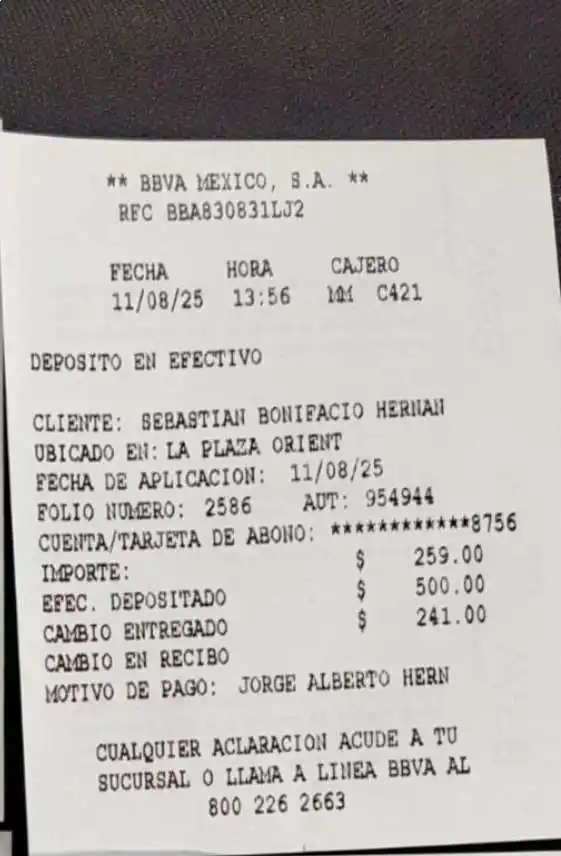 ** BBVA MEXICO, S.A. **
RFC BBA830831LJ2
FECHA HORA CAJERO
11/08/25 13:56 MM C421
DEPOSITO EN EFECTIVO
CLIENTE: SEBASTIAN BONIFACIO HERNAN
UBICADO EN: LA PLAZA ORIENT
FECHA DE APLICACION: 11/08/25
FOLIO NUMERO: 2586 AUT: 954944
CUENTA/TARJETA DE ABONO: ************8756
IMPORTE: $ 259.00
EFEC. DEPOSITADO $ 500.00
CAMBIO ENTREGADO $ 241.00
CAMBIO EN RECIBO
MOTIVO DE PAGO: JORGE ALBERTO HERN
CUALQUIER ACLARACION ACUDE A TU
SUCURSAL O LLAMA A LINEA BBVA AL
800 226 2663